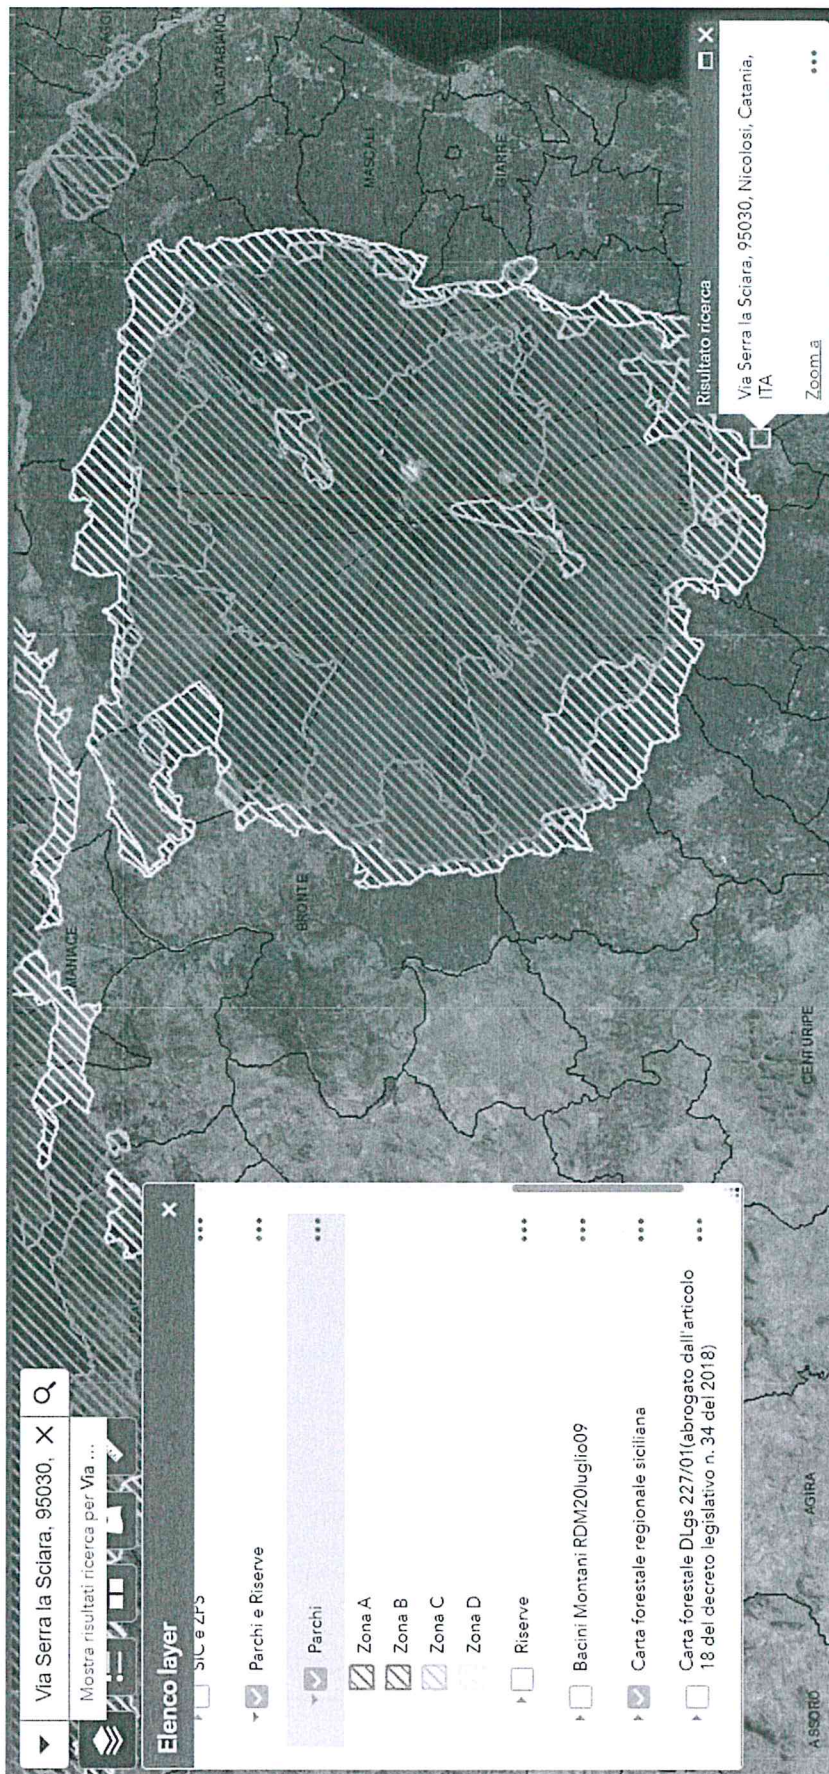 Via Serra la Sciara, 95030,
Mostra risultati ricerca per Via ...
Elenco layer
SIC e ZPS
Parchi e Riserve
Parchi
Zona A
Zona B
Zona C
Zona D
Riserve
Bacini Montani RDM20luglio09
Carta forestale regionale siciliana
Carta forestale DLgs 227/01(abrogato dall'articolo
18 del decreto legislativo n. 34 del 2018)
MANIACE
BRONTE
CALATABIANO
MASCALI
GIARRE
CENTURIPE
AGIRA
ASSORO
Risultato ricerca
Via Serra la Sciara, 95030, Nicolosi, Catania,
ITA
Zoom a